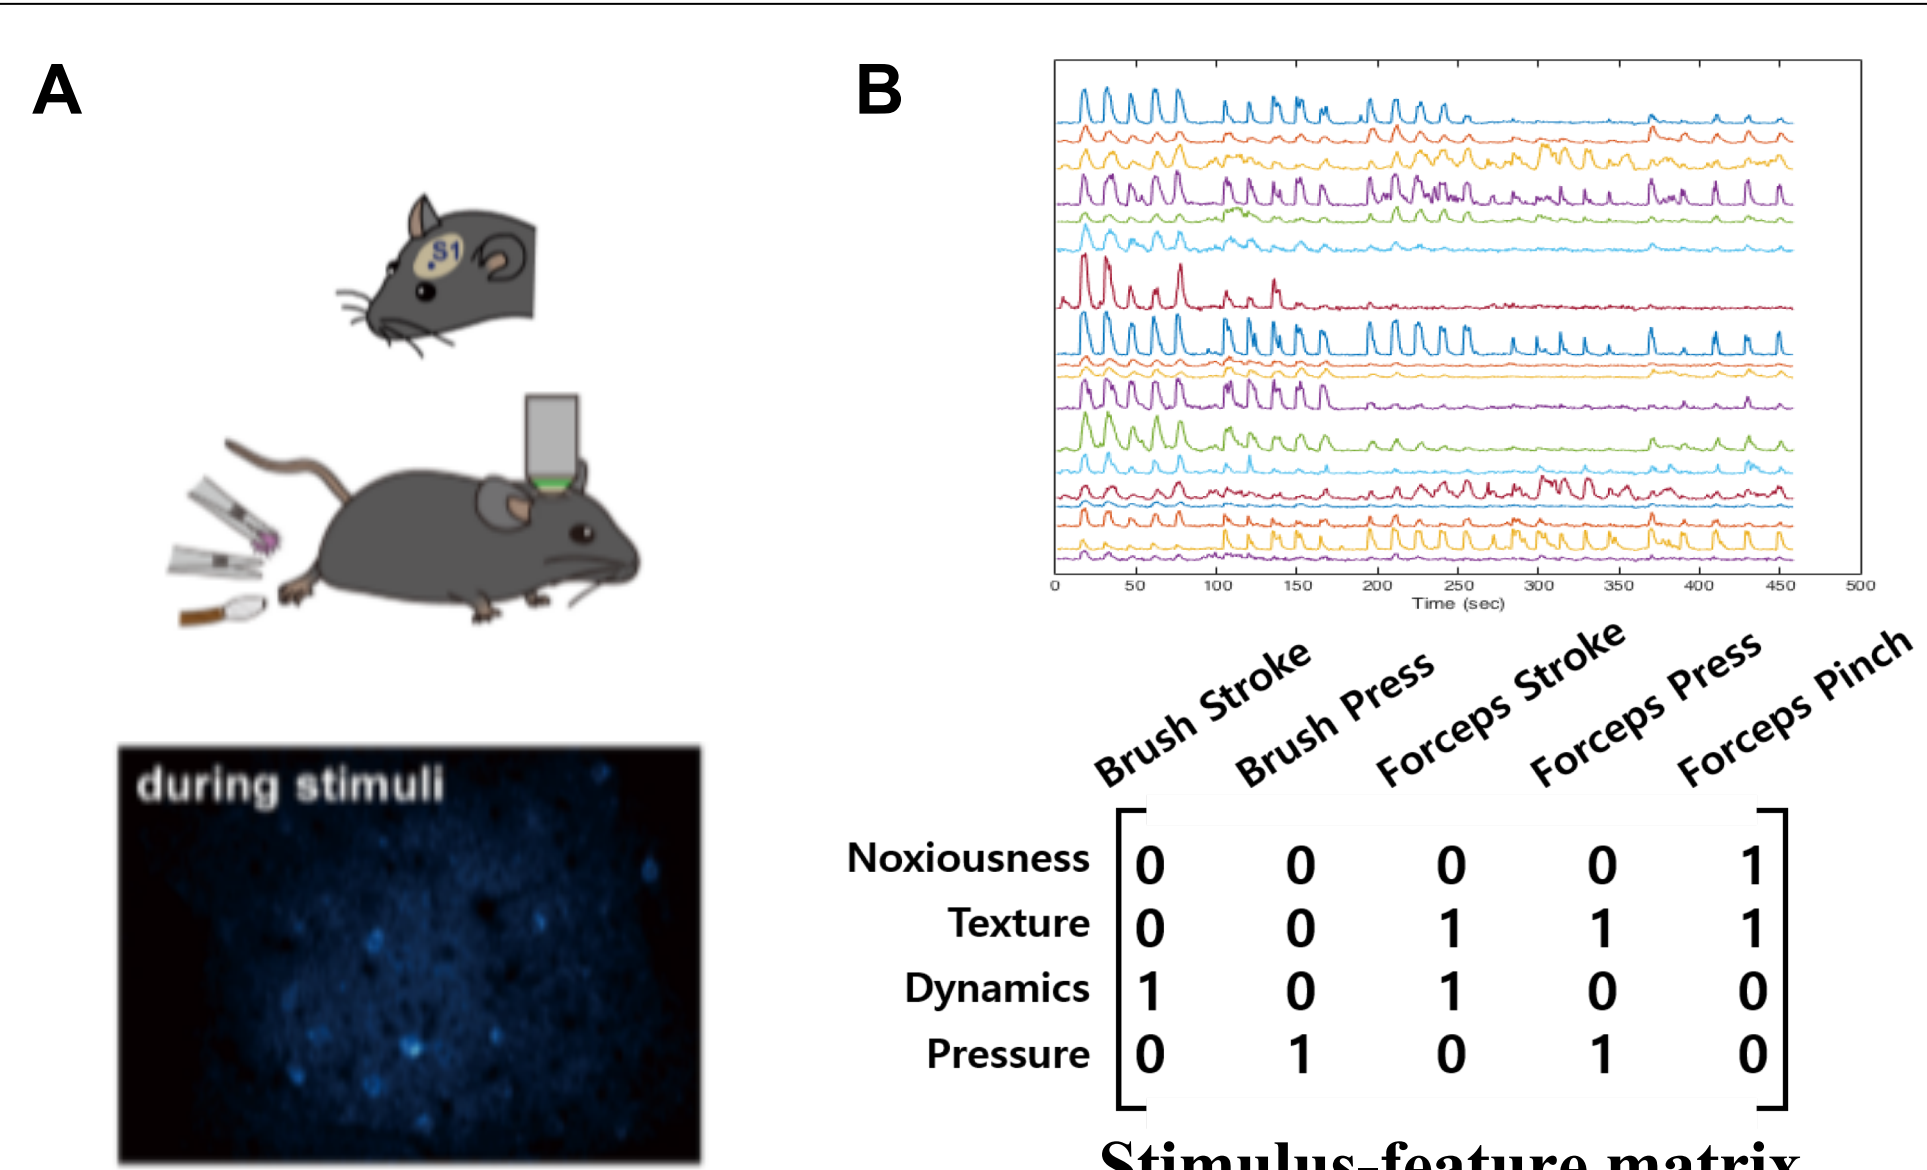 A
S1
during stimuli
B
0 50 100 150 200 250 300 350 400 450 500
Time (sec)
Brush Stroke
Brush Press
Forceps Stroke
Forceps Press
Forceps Pinch
Noxiousness 0 0 0 0 1
Texture 0 0 1 1 1
Dynamics 1 0 1 0 0
Pressure 0 1 0 1 0
Stimulus-feature matrix